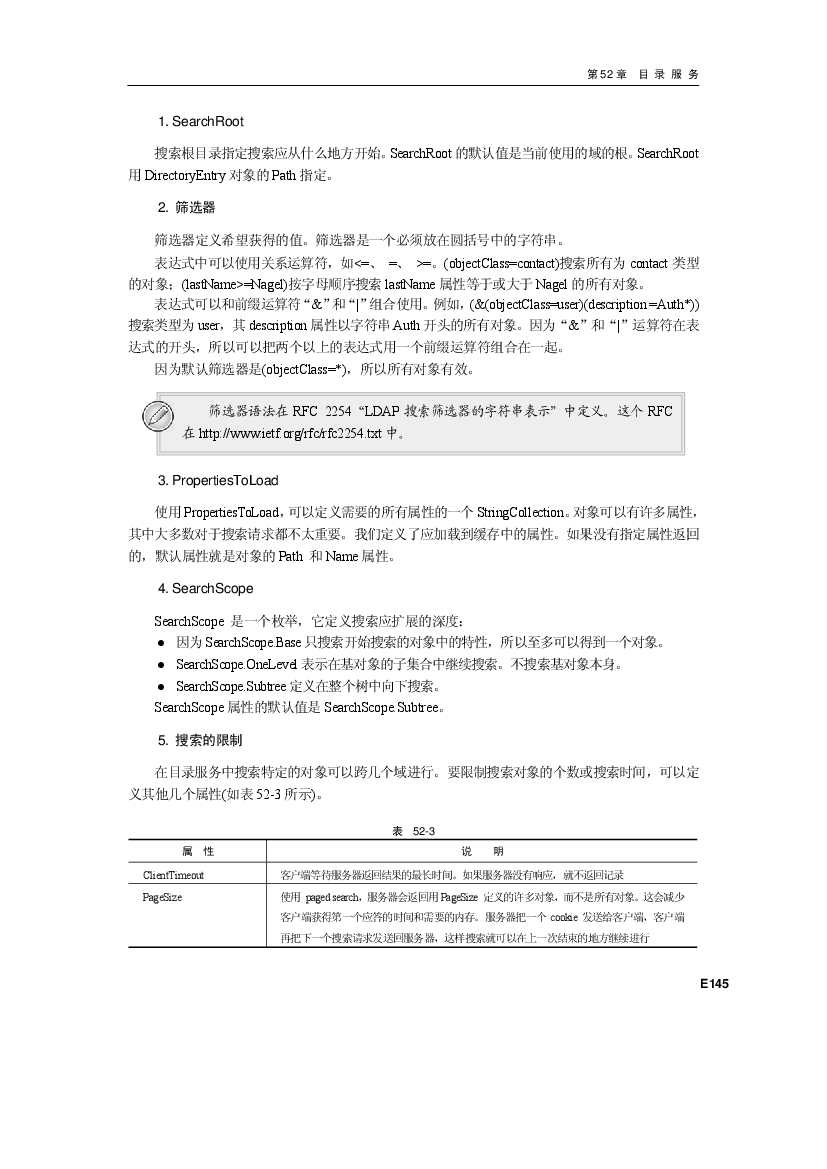 第 52 章 目 录 服 务
1. SearchRoot
搜索根目录指定搜索应从什么地方开始。SearchRoot 的默认值是当前使用的域的根。SearchRoot
用 DirectoryEntry 对象的 Path 指定。
2. 筛选器
筛选器定义希望获得的值。筛选器是一个必须放在圆括号中的字符串。
表达式中可以使用关系运算符，如<=、 =、 >=。(objectClass=contact)搜索所有为 contact 类型
的对象；(lastName>=Nagel)按字母顺序搜索 lastName 属性等于或大于 Nagel 的所有对象。
表达式可以和前缀运算符“&”和“|”组合使用。例如，(&(objectClass=user)(description =Auth*))
搜索类型为 user，其 description 属性以字符串 Auth 开头的所有对象。因为“&”和“|”运算符在表
达式的开头，所以可以把两个以上的表达式用一个前缀运算符组合在一起。
因为默认筛选器是(objectClass=*)，所以所有对象有效。
筛选器语法在 RFC 2254“LDAP 搜索筛选器的字符串表示”中定义。这个 RFC
在 http://www.ietf.org/rfc/rfc2254.txt 中。
3. PropertiesToLoad
使用 PropertiesToLoad，可以定义需要的所有属性的一个 StringCollection。对象可以有许多属性，
其中大多数对于搜索请求都不太重要。我们定义了应加载到缓存中的属性。如果没有指定属性返回
的，默认属性就是对象的 Path 和 Name 属性。
4. SearchScope
SearchScope 是一个枚举，它定义搜索应扩展的深度：
● 因为 SearchScope.Base 只搜索开始搜索的对象中的特性，所以至多可以得到一个对象。
● SearchScope.OneLevel 表示在基对象的子集合中继续搜索。不搜索基对象本身。
● SearchScope.Subtree 定义在整个树中向下搜索。
SearchScope 属性的默认值是 SearchScope.Subtree。
5. 搜索的限制
在目录服务中搜索特定的对象可以跨几个域进行。要限制搜索对象的个数或搜索时间，可以定
义其他几个属性(如表 52-3 所示)。
表 52-3
属 性 说 明
ClientTimeout 客户端等待服务器返回结果的最长时间。如果服务器没有响应，就不返回记录
PageSize 使用 paged search，服务器会返回用 PageSize 定义的许多对象，而不是所有对象。这会减少
客户端获得第一个应答的时间和需要的内存。服务器把一个 cookie 发送给客户端，客户端
再把下一个搜索请求发送回服务器，这样搜索就可以在上一次结束的地方继续进行
E145